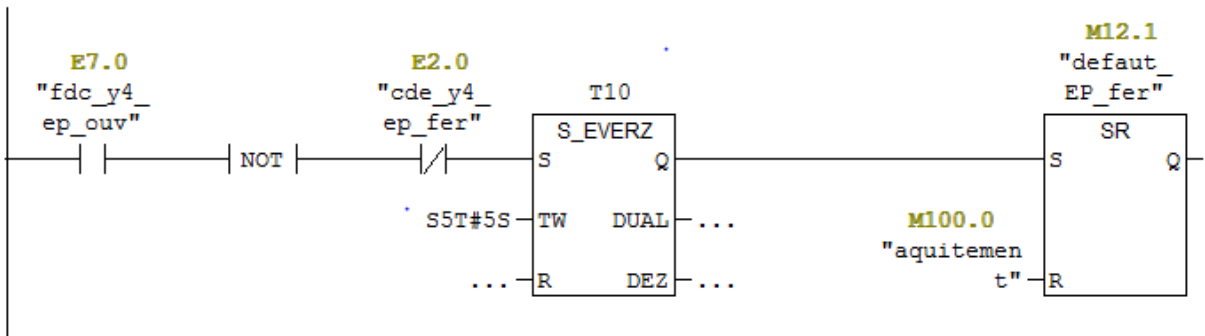 M12.1
E7.0
E2.0
"defaut_
"fdc_y4_
"cde_y4_
T10
EP_fer"
ep_ouv"
ep_fer"
S_EVERZ
SR
NOT
S
Q
S
Q
S5T#5S
TW
DUAL
...
M100.0
"aquitemen
...
R
DEZ
...
t"
R